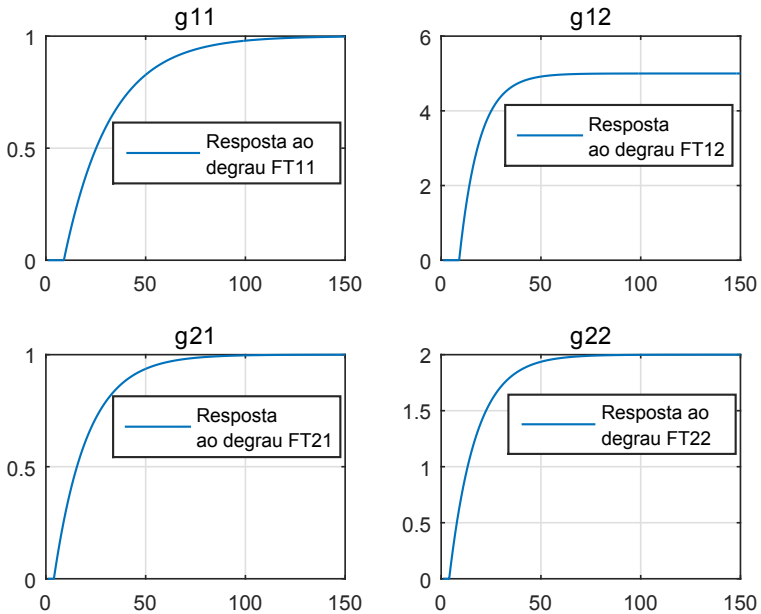 g11
1
0.5
0
0
50
100
150
Resposta ao
degrau FT11
g12
6
4
2
0
0
50
100
150
Resposta
ao degrau FT12
g21
1
0.5
0
0
50
100
150
Resposta
ao degrau FT21
g22
2
1.5
1
0.5
0
0
50
100
150
Resposta ao
degrau FT22